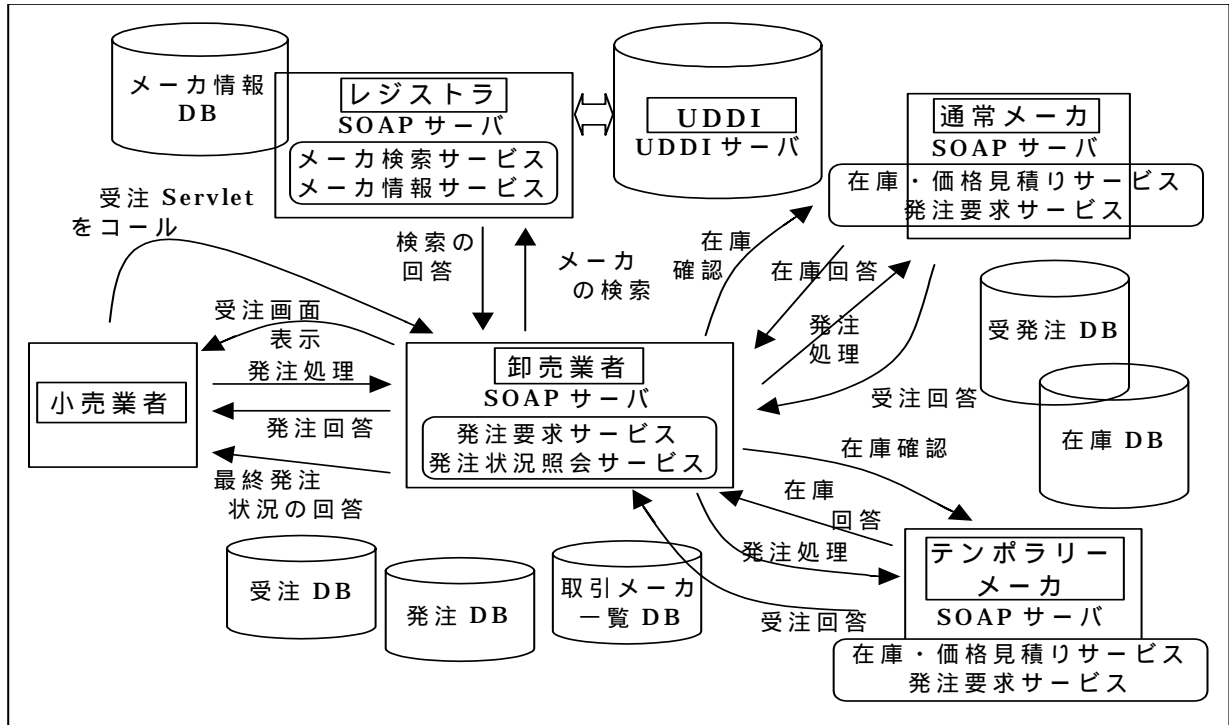 メーカ情報
DB
レジストラ
SOAP サーバ
メーカ検索サービス
メーカ情報サービス
UDDI
UDDI サーバ
通常メーカ
SOAP サーバ
在庫・価格見積りサービス
発注要求サービス
受注 Servlet
をコール
検索の
回答
メーカ
の検索
在庫
確認
在庫回答
発注
処理
受注回答
受発注 DB
在庫 DB
受注画面
表示
発注処理
発注回答
最終発注
状況の回答
小売業者
卸売業者
SOAP サーバ
発注要求サービス
発注状況照会サービス
在庫確認
在庫
回答
発注処理
受注回答
受注 DB
発注 DB
取引メーカ
一覧 DB
テンポラリー
メーカ
SOAP サーバ
在庫・価格見積りサービス
発注要求サービス